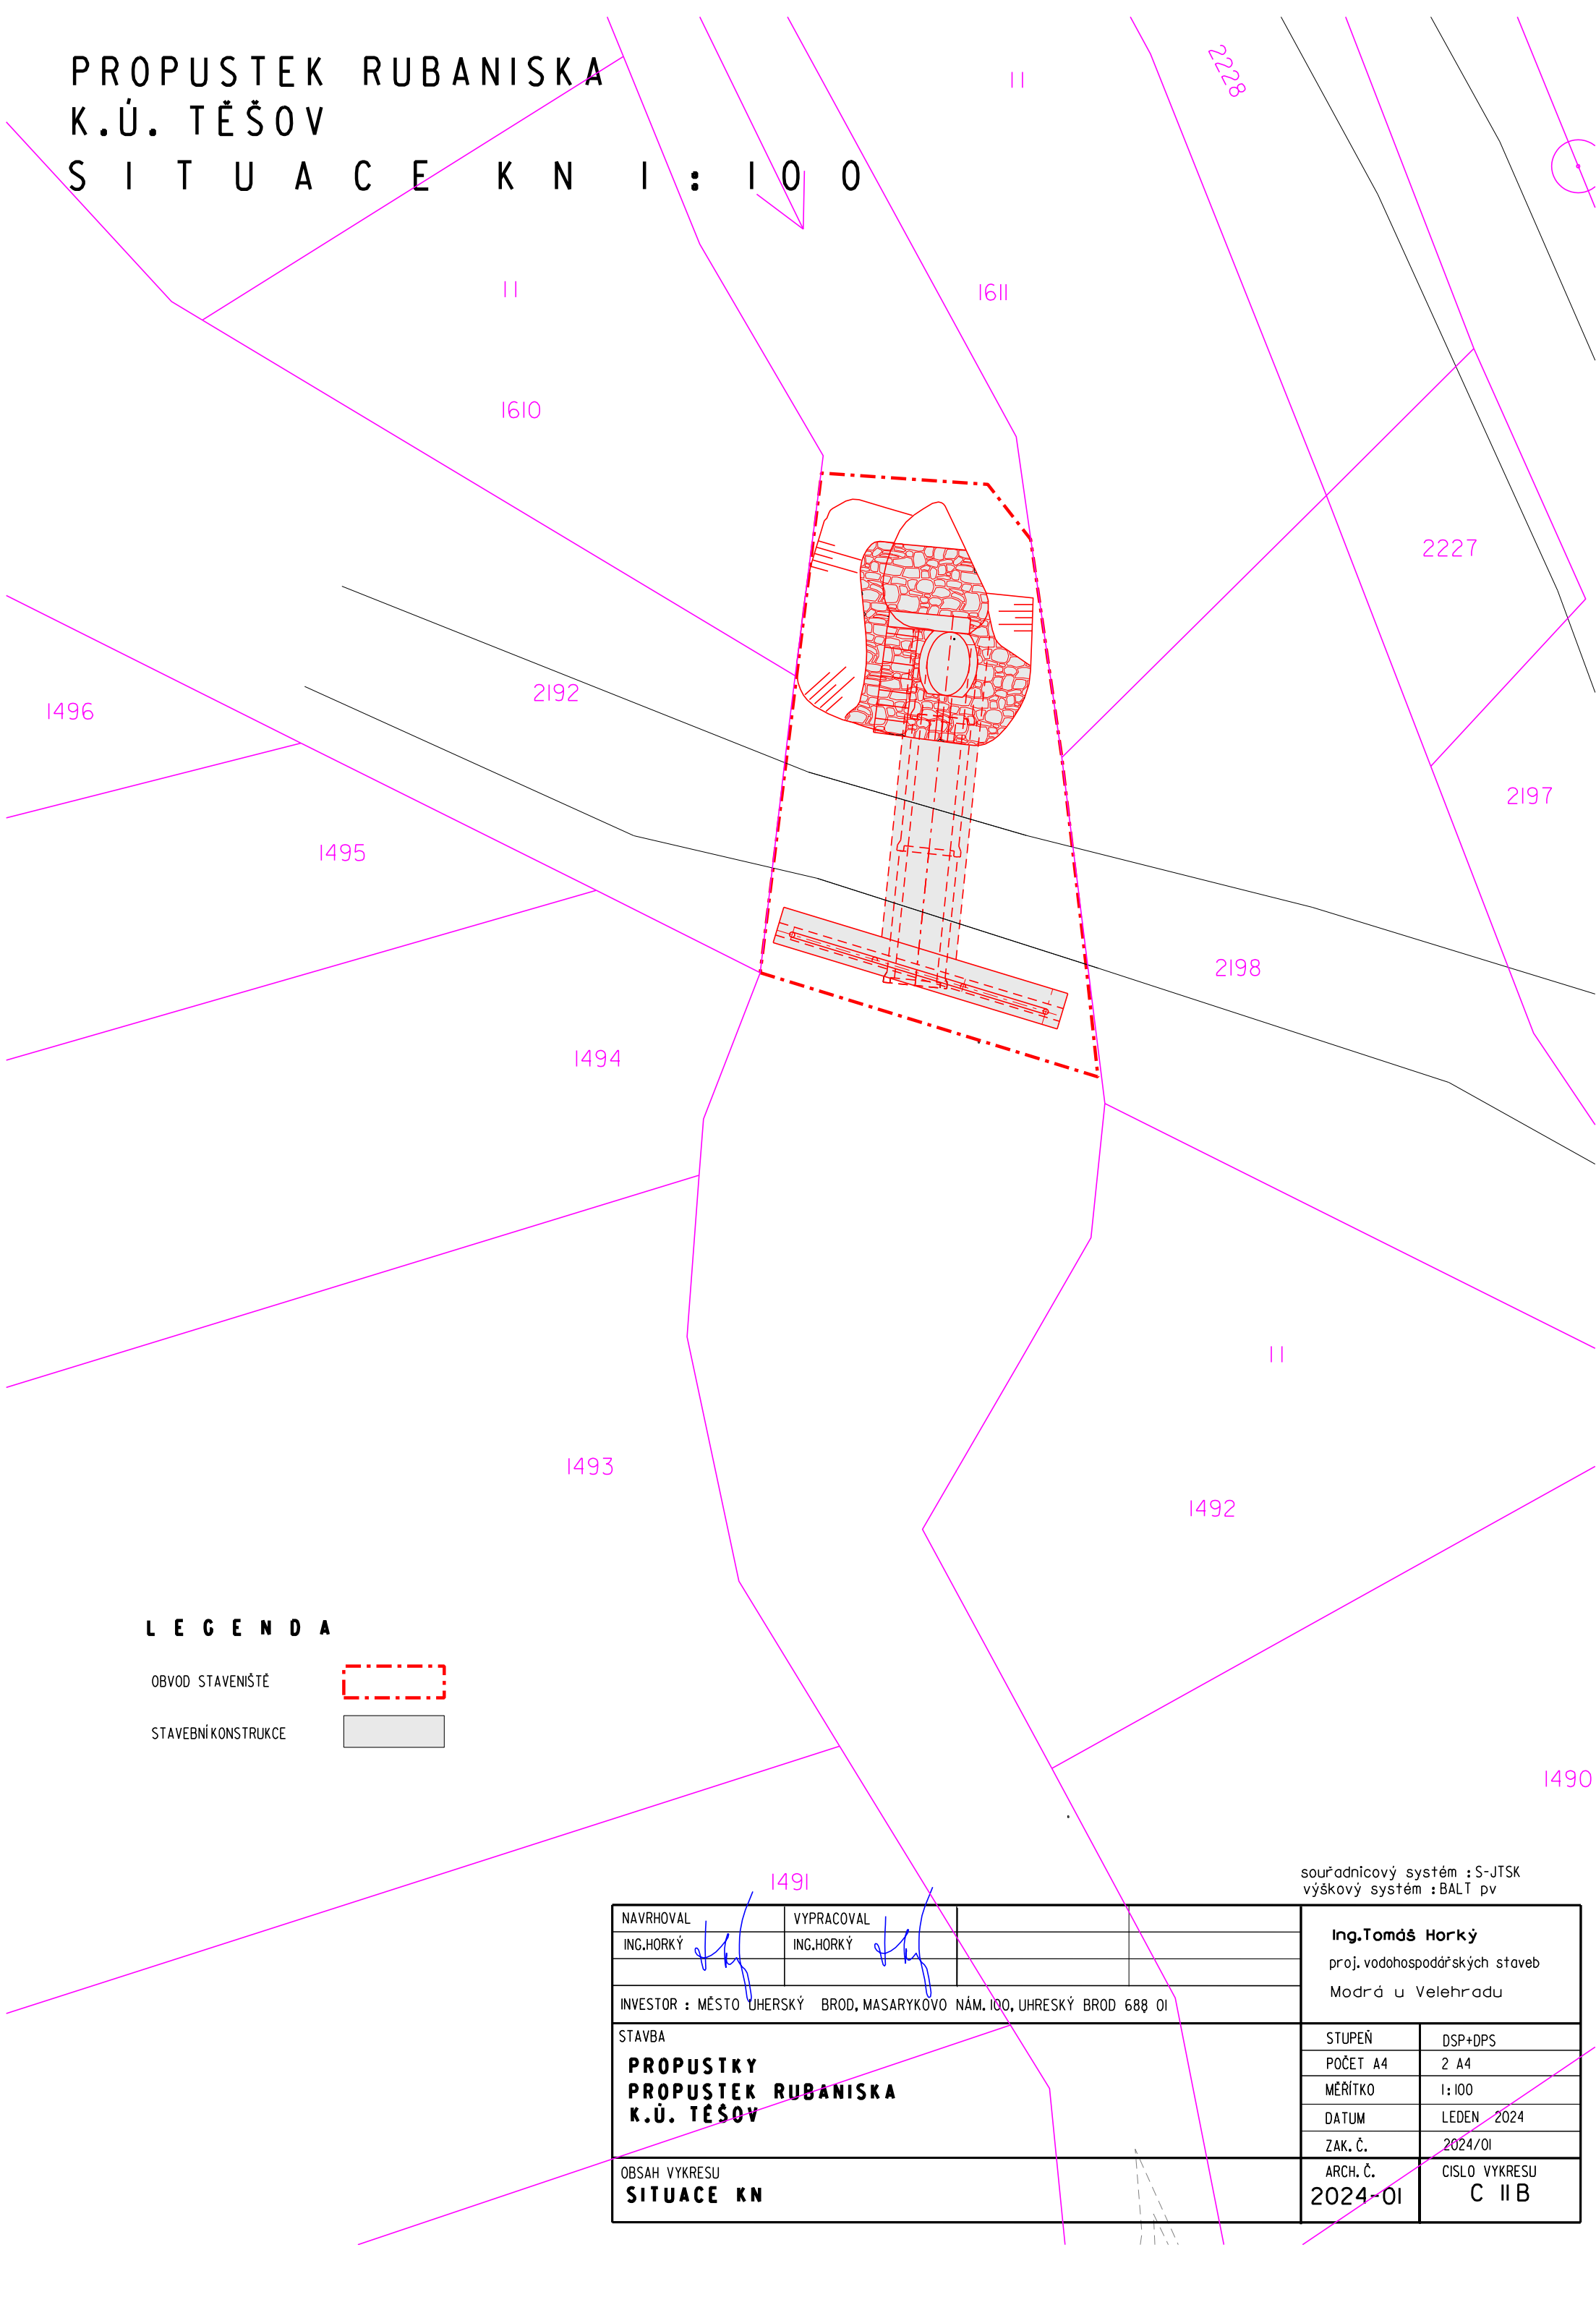 PROPUSTEK RUBANISKA
K.Ú. TĚŠOV
SITUACE KN 1:100
11
2228
11
1611
1610
2227
2192
1496
2197
1495
2198
1494
11
1493
1492
LEGENDA
OBVOD STAVENIŠTĚ
STAVEBNÍ KONSTRUKCE
1490
1491
souřadnicový systém : S-JTSK
výškový systém : BALT pv
NAVRHOVAL VYPRACOVAL
ING.HORKÝ ING.HORKÝ
Ing.Tomáš Horký
proj. vodohospodářských staveb
Modrá u Velehradu
INVESTOR : MĚSTO UHERSKÝ BROD, MASARYKOVO NÁM. 100, UHRESKÝ BROD 688 01
STAVBA
PROPUSTKY
PROPUSTEK RUBANISKA
K.Ú. TĚŠOV
STUPEŇ DSP+DPS
POČET A4 2 A4
MĚŘÍTKO 1:100
DATUM LEDEN 2024
ZAK. Č. 2024/01
OBSAH VYKRESU
SITUACE KN
ARCH. Č. CISLO VYKRESU
2024-01 C IIB